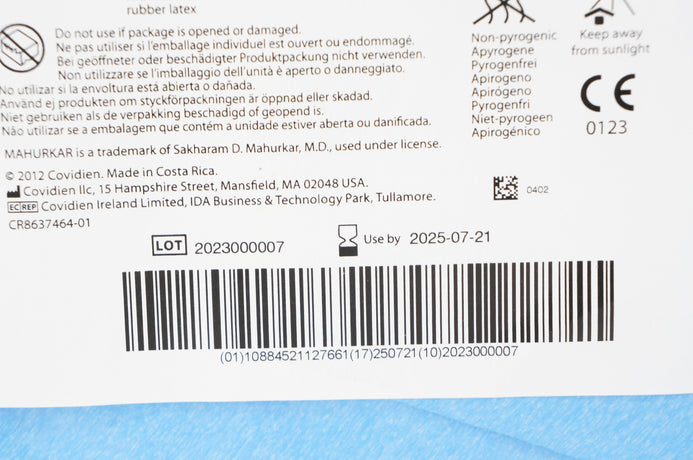 rubber latex
Do not use if package is opened or damaged.
Ne pas utiliser si l'emballage individuel est ouvert ou endommagé.
Bei geöffneter oder beschädigter Produktpackung nicht verwenden.
Non utilizzare se l'imballaggio dell'unità è aperto o danneggiato.
No utilizar si la envoltura está abierta o dañada.
Använd ej produkten om styckförpackningen är öppnad eller skadad.
Niet gebruiken als de verpakking beschadigd of geopend is.
Não utilizar se a embalagem que contém a unidade estiver aberta ou danificada.
Non-pyrogenic
Apyrogene
Pyrogenfrei
Apirogeno
Apirógeno
Pyrogenfri
Niet-pyrogeen
Apirogénico
Keep away
from sunlight
CE
0123
MAHURKAR is a trademark of Sakharam D. Mahurkar, M.D., used under license.
© 2012 Covidien. Made in Costa Rica.
Covidien llc, 15 Hampshire Street, Mansfield, MA 02048 USA.
EC REP Covidien Ireland Limited, IDA Business & Technology Park, Tullamore.
CR8637464-01
0402
LOT 2023000007
Use by 2025-07-21
(01)10884521127661(17)250721(10)2023000007